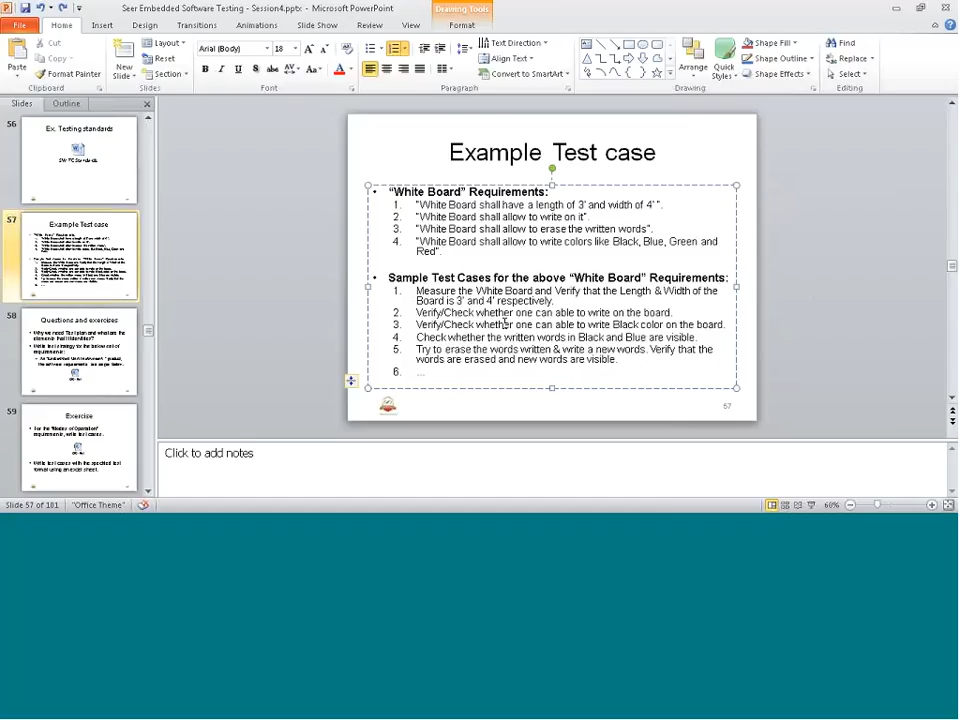 Seer Embedded Software Testing - Session4.pptx - Microsoft PowerPoint
Drawing Tools
File Home Insert Design Transitions Animations Slide Show Review View Format
Paste
Cut
Copy
Format Painter
Clipboard
New Slide
Layout
Reset
Section
Slides
Arial (Body) 18
Font
Text Direction
Align Text
Convert to SmartArt
Paragraph
Arrange
Quick Styles
Shape Fill
Shape Outline
Shape Effects
Drawing
Find
Replace
Select
Editing
Slides Outline
56
Ex. Testing standards
57
Example Test case
58
Questions and exercises
59
Exercise
Example Test case
• “White Board” Requirements:
1. “White Board shall have a length of 3' and width of 4' ”.
2. “White Board shall allow to write on it”.
3. “White Board shall allow to erase the written words”.
4. “White Board shall allow to write colors like Black, Blue, Green and
Red”.
• Sample Test Cases for the above “White Board” Requirements:
1. Measure the White Board and Verify that the Length & Width of the
Board is 3' and 4' respectively.
2. Verify/Check whether one can able to write on the board.
3. Verify/Check whether one can able to write Black color on the board.
4. Check whether the written words in Black and Blue are visible.
5. Try to erase the words written & write a new words. Verify that the
words are erased and new words are visible.
6. ...
57
Click to add notes
Slide 57 of 101 "Office Theme" 60%